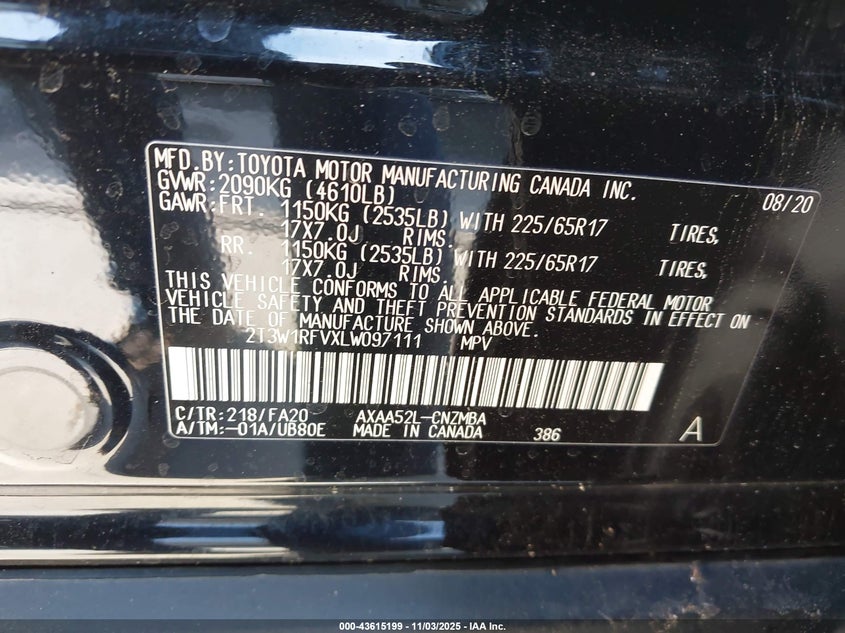 MFD.BY:TOYOTA MOTOR MANUFACTURING CANADA INC. 08/20
GVWR:2090KG (4610LB)
GAWR:FRT. 1150KG (2535LB) WITH 225/65R17 TIRES,
17X7.0J RIMS.
RR. 1150KG (2535LB) WITH 225/65R17 TIRES,
17X7.0J RIMS.
THIS VEHICLE CONFORMS TO ALL APPLICABLE FEDERAL MOTOR
VEHICLE SAFETY AND THEFT PREVENTION STANDARDS IN EFFECT ON
THE DATE OF MANUFACTURE SHOWN ABOVE.
2T3W1RFVXLW097111 MPV
C/TR:218/FA20 AXAA52L-CNZMBA
A/TM:-01A/UB80E MADE IN CANADA 386 A
000-43615199 - 11/03/2025 - IAA Inc.